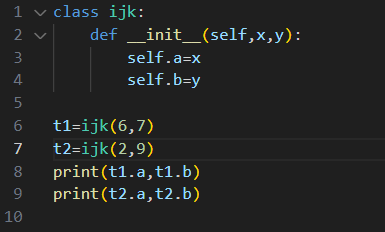 1 class ijk:
2     def __init__(self,x,y):
3         self.a=x
4         self.b=y
5
6 t1=ijk(6,7)
7 t2=ijk(2,9)
8 print(t1.a,t1.b)
9 print(t2.a,t2.b)
10